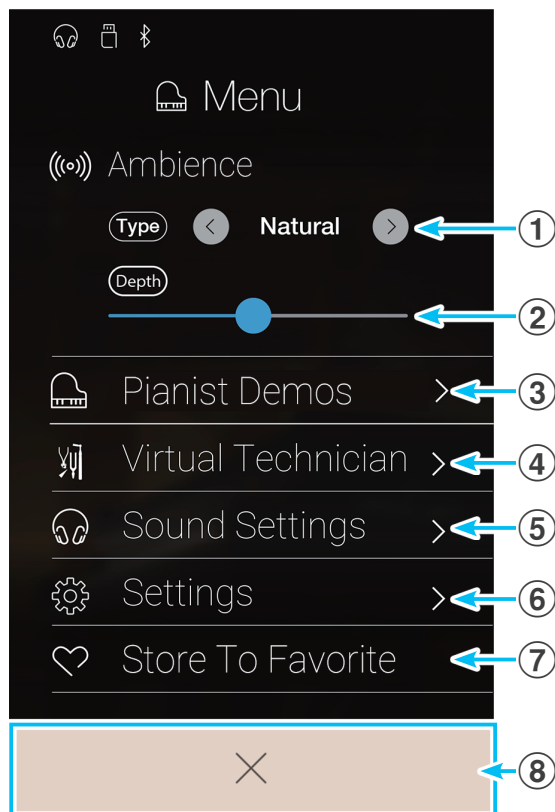 Menu
Ambience
Type < Natural > ①
Depth
②
Pianist Demos > ③
Virtual Technician > ④
Sound Settings > ⑤
Settings > ⑥
Store To Favorite ⑦
⑧